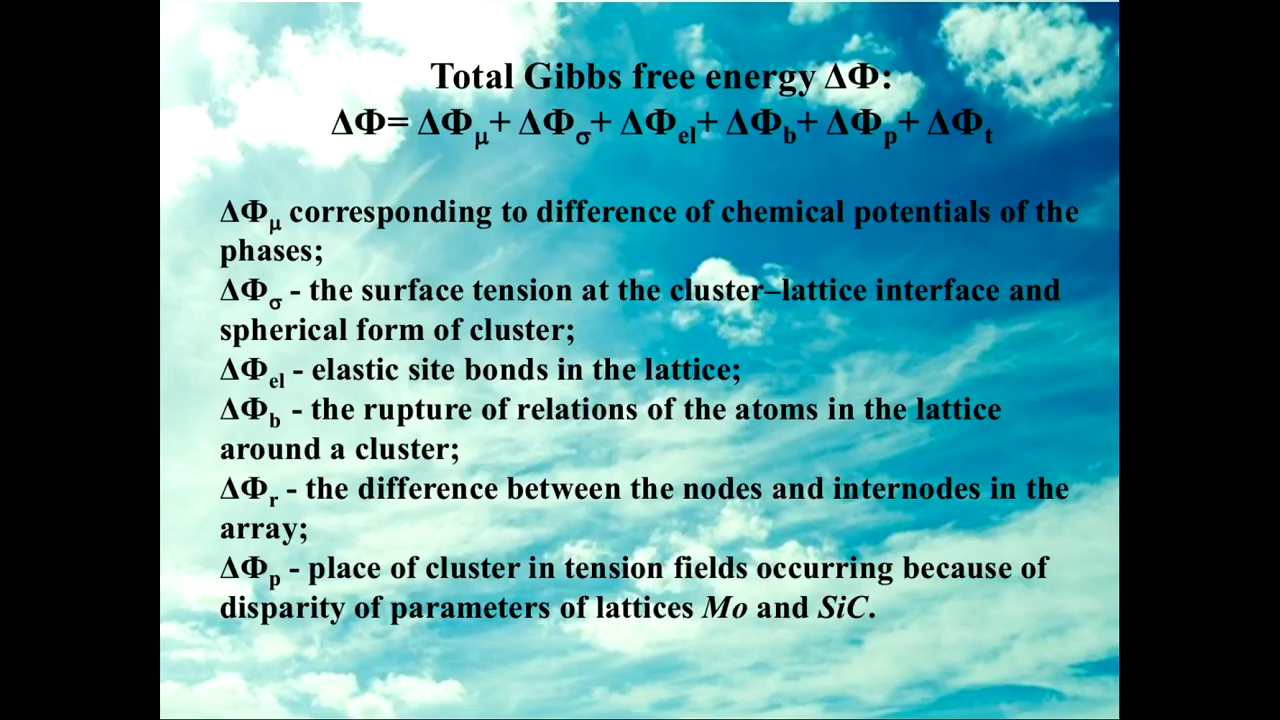 Total Gibbs free energy ΔΦ:
ΔΦ= ΔΦμ+ ΔΦσ+ ΔΦel+ ΔΦb+ ΔΦp+ ΔΦt
ΔΦμ corresponding to difference of chemical potentials of the
phases;
ΔΦσ - the surface tension at the cluster–lattice interface and
spherical form of cluster;
ΔΦel - elastic site bonds in the lattice;
ΔΦb - the rupture of relations of the atoms in the lattice
around a cluster;
ΔΦr - the difference between the nodes and internodes in the
array;
ΔΦp - place of cluster in tension fields occurring because of
disparity of parameters of lattices Mo and SiC.